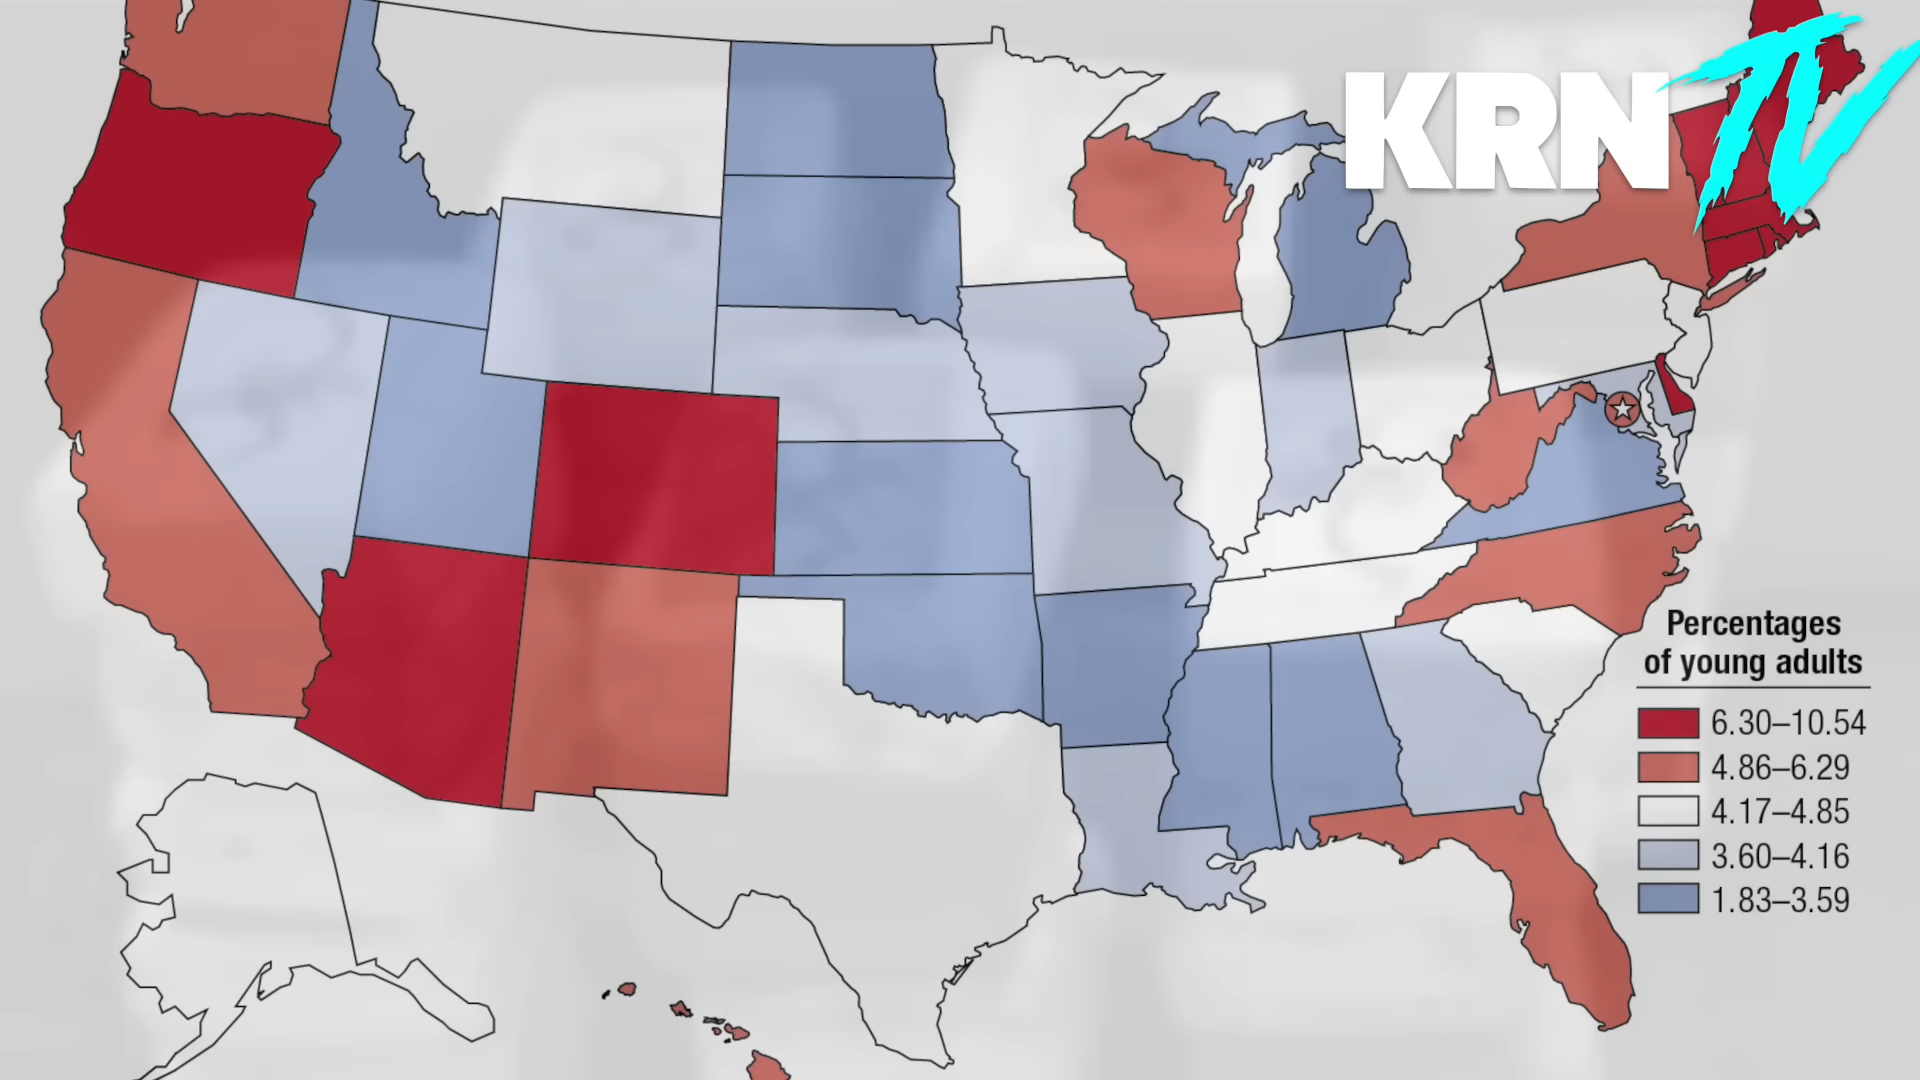 KRN TV
Percentages
of young adults
6.30–10.54
4.86–6.29
4.17–4.85
3.60–4.16
1.83–3.59